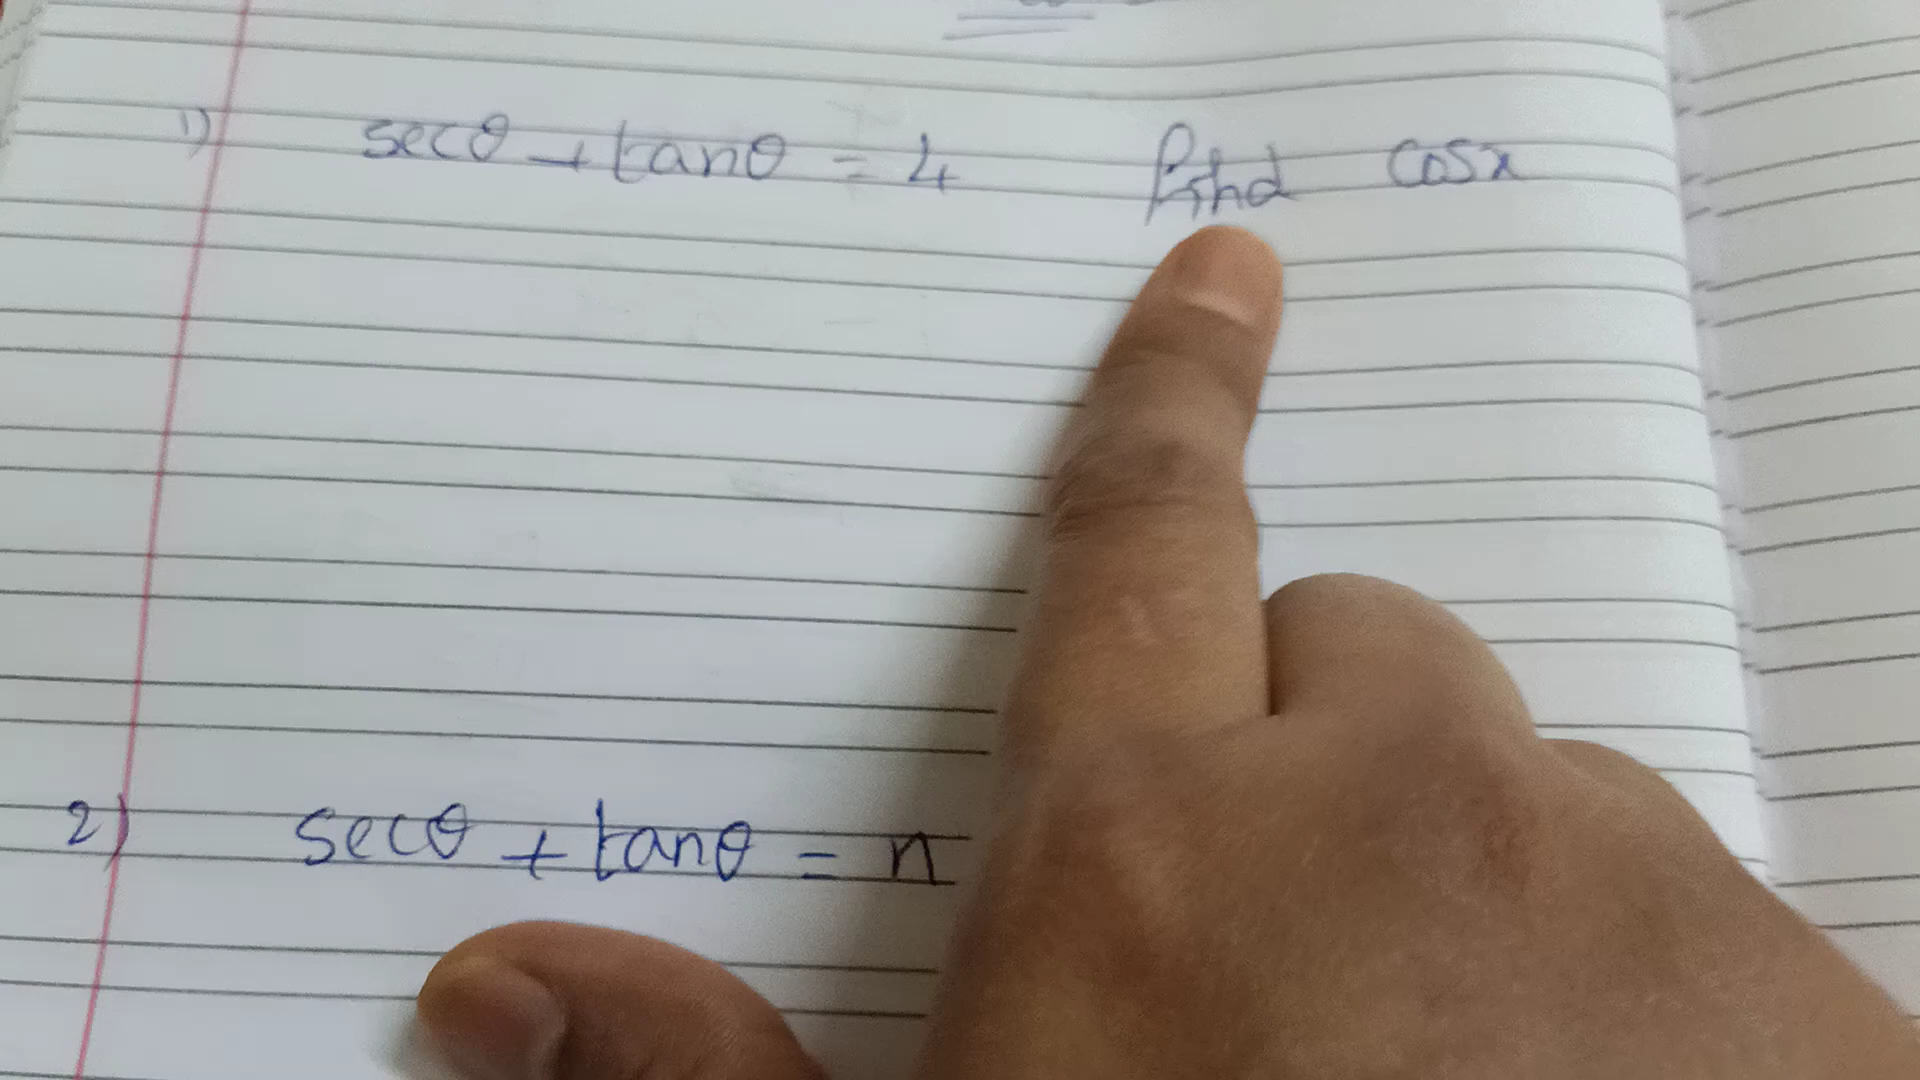 1) secθ + tanθ = 4 find cosx
2) secθ + tanθ = n